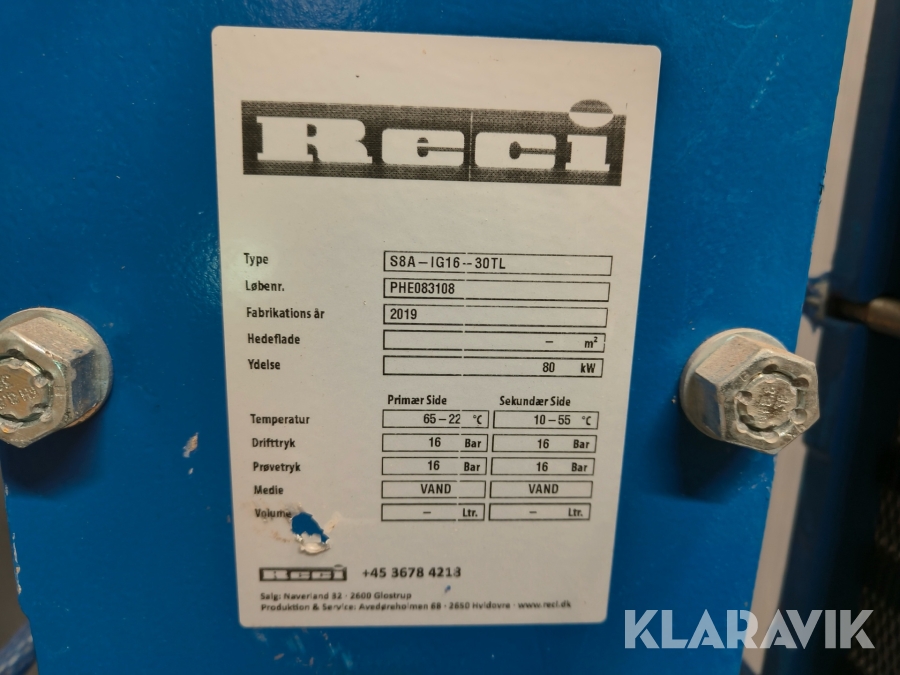 Reci
Type S8A-IG16--30TL
Løbenr. PHE083108
Fabrikations år 2019
Hedeflade - m²
Ydelse 80 kW
Primær Side Sekundær Side
Temperatur 65-22 °C 10-55 °C
Drifttryk 16 Bar 16 Bar
Prøvetryk 16 Bar 16 Bar
Medie VAND VAND
Volume - Ltr. - Ltr.
Reci +45 3678 4213
Salg: Naverland 32 - 2600 Glostrup
Produktion & Service: Avedøreholmen 68 - 2650 Hvidovre - www.reci.dk
KLARAVIK